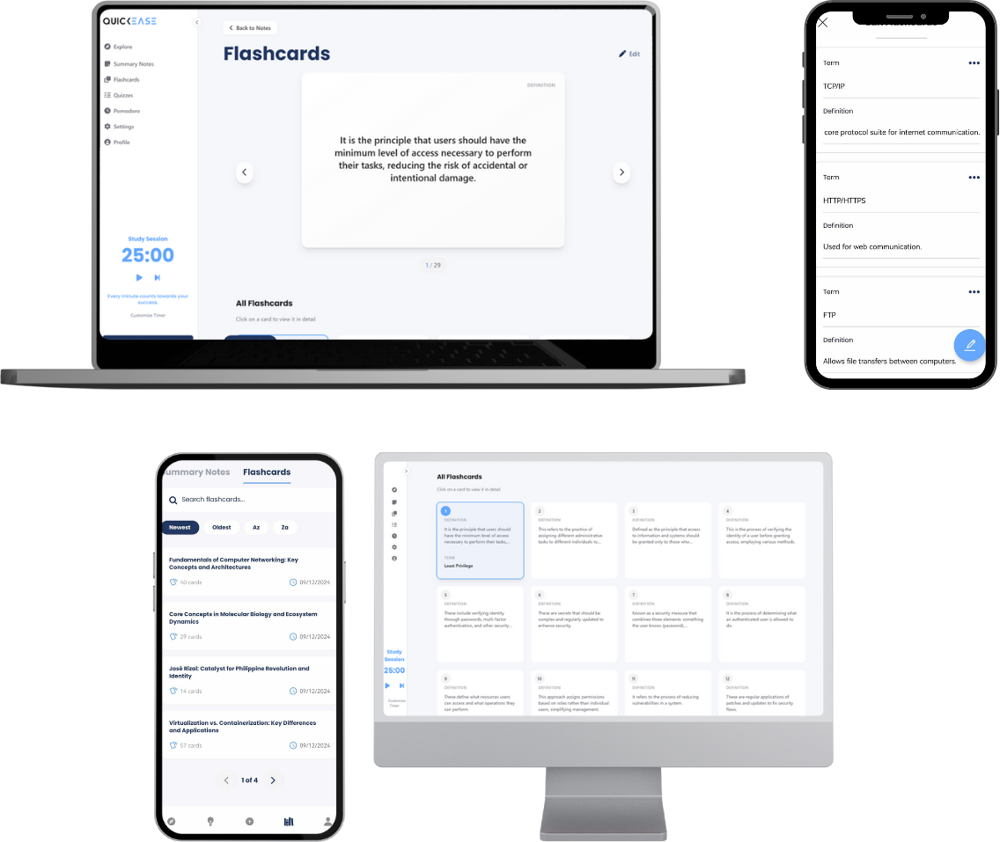 QUICKEASE
Explore
Summary Notes
Flashcards
Quizzes
Pomodoro
Settings
Profile
Study Session
25:00
Every minute counts towards your
success.
Customize Timer
Back to Notes
Flashcards
Edit
DEFINITION
It is the principle that users should have the
minimum level of access necessary to perform
their tasks, reducing the risk of accidental or
intentional damage.
1 / 29
All Flashcards
Click on a card to view it in detail
Term
TCP/IP
Definition
core protocol suite for internet communication.
Term
HTTP/HTTPS
Definition
Used for web communication.
Term
FTP
Definition
Allows file transfers between computers.
ummary Notes
Flashcards
Search flashcards...
Newest
Oldest
Az
Za
Fundamentals of Computer Networking: Key
Concepts and Architectures
40 cards
09/12/2024
Core Concepts in Molecular Biology and Ecosystem
Dynamics
29 cards
09/12/2024
José Rizal: Catalyst for Philippine Revolution and
Identity
14 cards
09/12/2024
Virtualization vs. Containerization: Key Differences
and Applications
57 cards
09/12/2024
1 of 4
Study
Session
25:00
Customize
Timer
All Flashcards
Click on a card to view it in detail
1
DEFINITION
It is the principle that users should
have the minimum level of access
necessary to perform their tasks,...
TERM
Least Privilege
2
DEFINITION
This refers to the practice of
assigning different administrative
tasks to different individuals to...
3
DEFINITION
Defined as the principle that access
to information and systems should
be granted only to those who...
4
DEFINITION
This is the process of verifying the
identity of a user before granting
access, employing various methods.
5
DEFINITION
These include verifying identity
through passwords, multi-factor
authentication, and other security...
6
DEFINITION
These are secrets that should be
complex and regularly updated to
enhance security.
7
DEFINITION
Known as a security measure that
combines three elements: something
the user knows (password),...
8
DEFINITION
It is the process of determining what
an authenticated user is allowed to
do.
9
DEFINITION
These define what resources users
can access and what operations they
can perform.
10
DEFINITION
This approach assigns permissions
based on roles rather than individual
users, simplifying management.
11
DEFINITION
It refers to the process of reducing
vulnerabilities in a system.
12
DEFINITION
These are regular applications of
patches and updates to fix security
flaws.